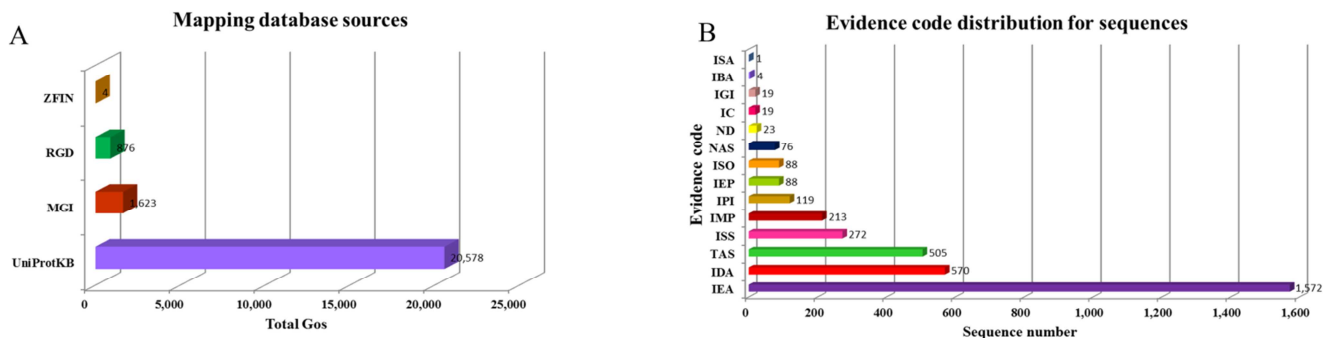 A
Mapping database sources
ZFIN
4
RGD
876
MGI
1,623
UniProtKB
20,578
0 5,000 10,000 15,000 20,000 25,000
Total Gos
B
Evidence code distribution for sequences
Evidence code
ISA 1
IBA 4
IGI 19
IC 19
ND 23
NAS 76
ISO 88
IEP 88
IPI 119
IMP 213
ISS 272
TAS 505
IDA 570
IEA 1,572
0 200 400 600 800 1,000 1,200 1,400 1,600
Sequence number